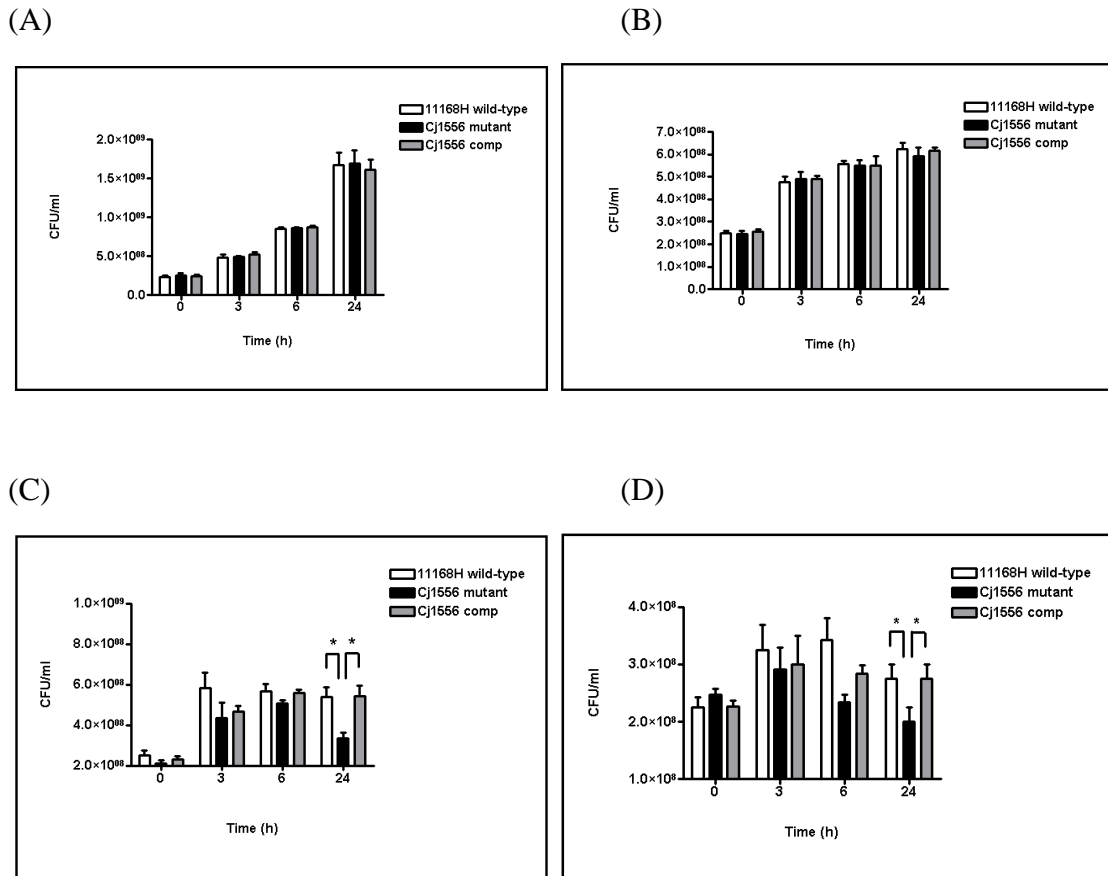 (A)
11168H wild-type
Cj1556 mutant
Cj1556 comp
2.0×10⁰⁹
1.5×10⁰⁹
1.0×10⁰⁹
5.0×10⁰⁸
0.0
CFU/ml
0 3 6 24
Time (h)
(B)
11168H wild-type
Cj1556 mutant
Cj1556 comp
7.0×10⁰⁸
6.0×10⁰⁸
5.0×10⁰⁸
4.0×10⁰⁸
3.0×10⁰⁸
2.0×10⁰⁸
1.0×10⁰⁸
0.0
CFU/ml
0 3 6 24
Time (h)
(C)
11168H wild-type
Cj1556 mutant
Cj1556 comp
1.0×10⁰⁹
8.0×10⁰⁸
6.0×10⁰⁸
4.0×10⁰⁸
2.0×10⁰⁸
CFU/ml
* *
0 3 6 24
Time (h)
(D)
11168H wild-type
Cj1556 mutant
Cj1556 comp
4.0×10⁸
3.0×10⁸
2.0×10⁸
1.0×10⁸
CFU/ml
* *
0 3 6 24
Time (h)